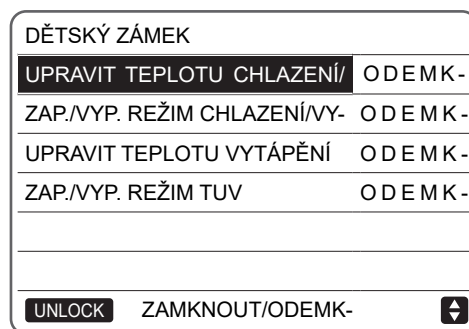 DĚTSKÝ ZÁMEK
UPRAVIT TEPLOTU CHLAZENÍ/ ODEMK-
ZAP./VYP. REŽIM CHLAZENÍ/VY- ODEMK-
UPRAVIT TEPLOTU VYTÁPĚNÍ ODEMK-
ZAP./VYP. REŽIM TUV ODEMK-
UNLOCK ZAMKNOUT/ODEMK-